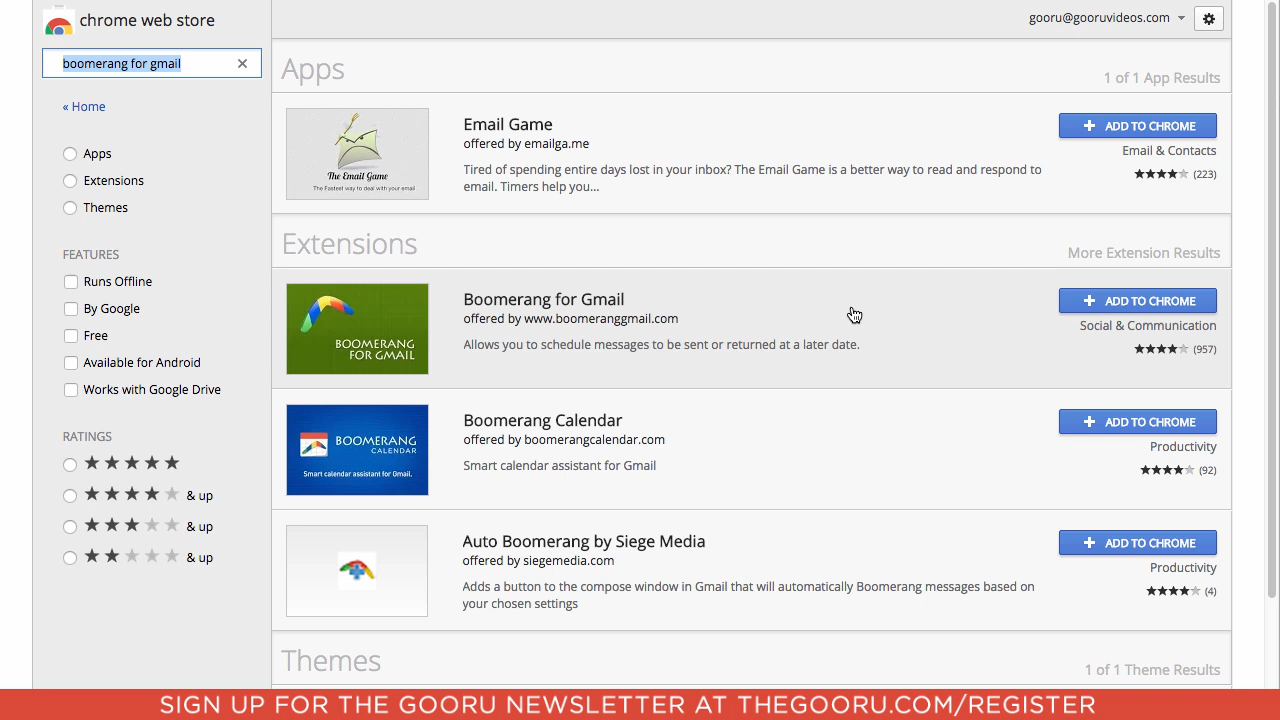 chrome web store
gooru@gooruvideos.com
boomerang for gmail
« Home
Apps
Extensions
Themes
FEATURES
Runs Offline
By Google
Free
Available for Android
Works with Google Drive
RATINGS
& up
& up
& up
Apps
1 of 1 App Results
The Email Game
The Fastest way to deal with your email
Email Game
offered by emailga.me
Tired of spending entire days lost in your inbox? The Email Game is a better way to read and respond to
email. Timers help you...
ADD TO CHROME
Email & Contacts
(223)
Extensions
More Extension Results
BOOMERANG
FOR GMAIL
Boomerang for Gmail
offered by www.boomeranggmail.com
Allows you to schedule messages to be sent or returned at a later date.
ADD TO CHROME
Social & Communication
(957)
BOOMERANG
CALENDAR
Smart calendar assistant for Gmail.
Boomerang Calendar
offered by boomerangcalendar.com
Smart calendar assistant for Gmail
ADD TO CHROME
Productivity
(92)
Auto Boomerang by Siege Media
offered by siegemedia.com
Adds a button to the compose window in Gmail that will automatically Boomerang messages based on
your chosen settings
ADD TO CHROME
Productivity
(4)
Themes
1 of 1 Theme Results
SIGN UP FOR THE GOORU NEWSLETTER AT THEGOORU.COM/REGISTER